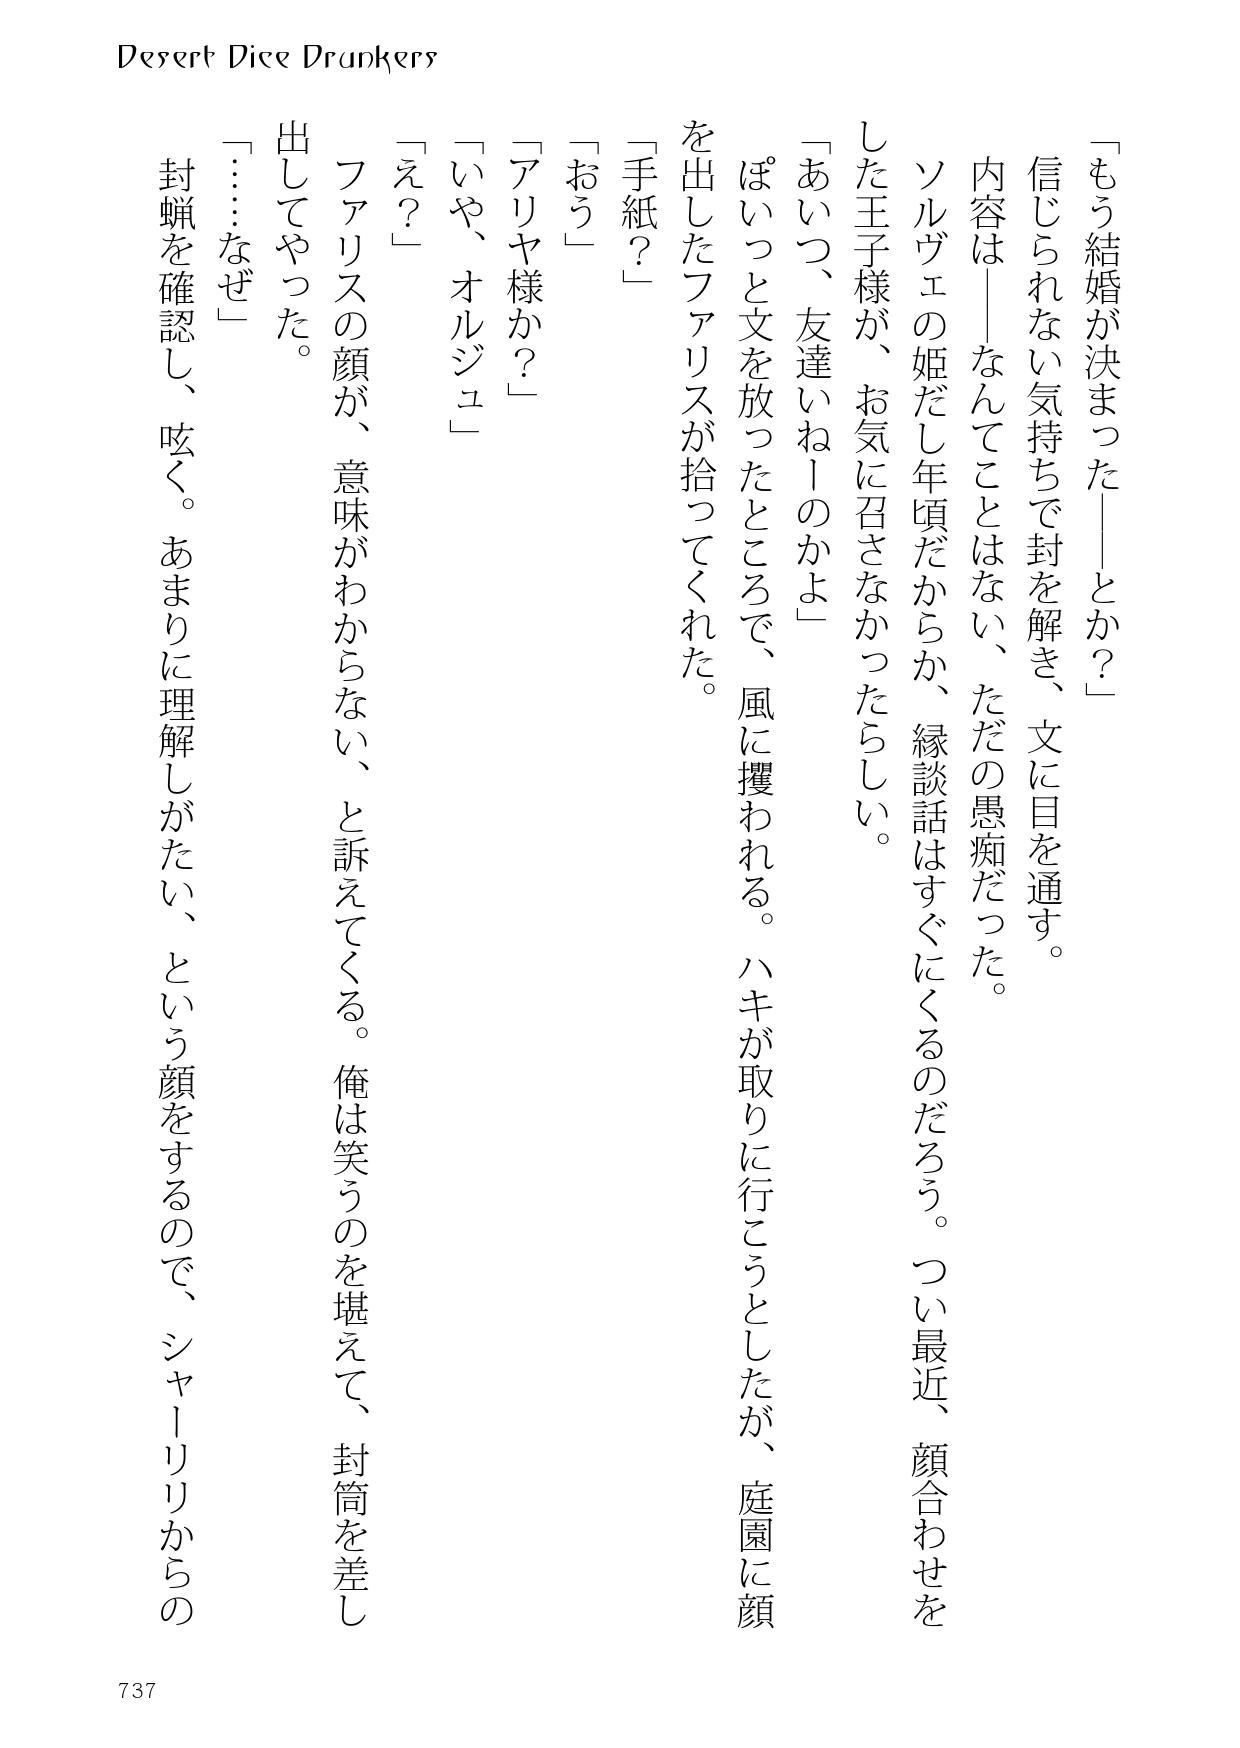 Desert Dice Drunkers
「もう結婚が決まった――とか？」
　信じられない気持ちで封を解き、文に目を通す。
　内容は――なんてことはない、ただの愚痴だった。
　ソルヴェの姫だし年頃だからか、縁談話はすぐにくるのだろう。つい最近、顔合わせを
した王子様が、お気に召さなかったらしい。
「あいつ、友達いねーのかよ」
　ぽいっと文を放ったところで、風に攫われる。ハキが取りに行こうとしたが、庭園に顔
を出したファリスが拾ってくれた。
「手紙？」
「おう」
「アリヤ様か？」
「いや、オルジュ」
「え？」
　ファリスの顔が、意味がわからない、と訴えてくる。俺は笑うのを堪えて、封筒を差し
出してやった。
「……なぜ」
　封蝋を確認し、呟く。あまりに理解しがたい、という顔をするので、シャーリリからの
737